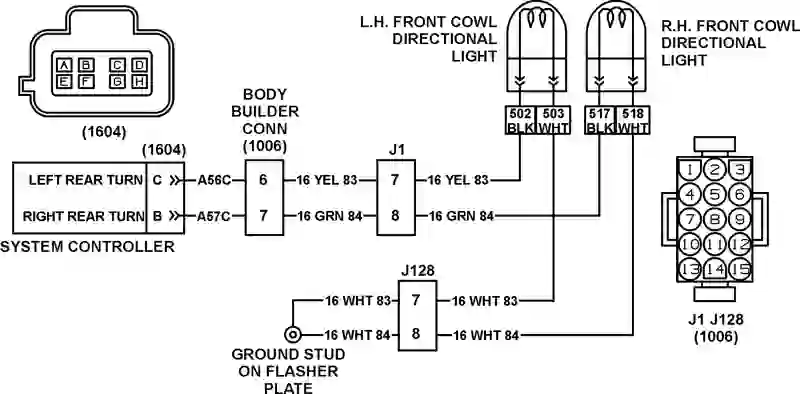 L.H. FRONT COWL
DIRECTIONAL
LIGHT
R.H. FRONT COWL
DIRECTIONAL
LIGHT
A B C D
E F G H
(1604)
BODY
BUILDER
CONN
(1006)
502 503 517 518
BLK WHT BLK WHT
(1604)
J1
LEFT REAR TURN C A56C 6 16 YEL 83 7 16 YEL 83
RIGHT REAR TURN B A57C 7 16 GRN 84 8 16 GRN 84
SYSTEM CONTROLLER
1 2 3
4 5 6
7 8 9
10 11 12
13 14 15
J1 J128
(1006)
J128
16 WHT 83 7 16 WHT 83
16 WHT 84 8 16 WHT 84
GROUND STUD
ON FLASHER
PLATE